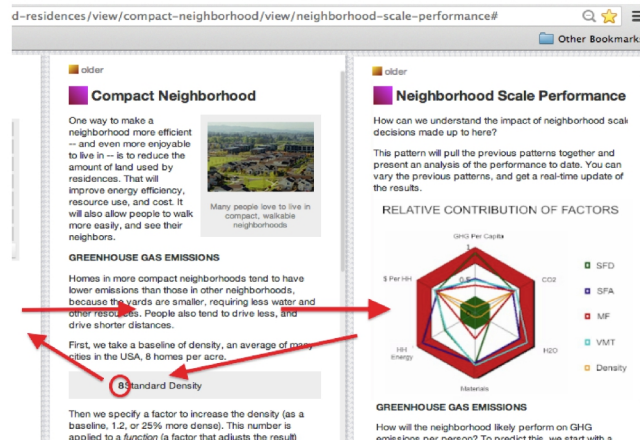 d-residences/view/compact-neighborhood/view/neighborhood-scale-performance#
Other Bookmark
older
Compact Neighborhood
One way to make a
neighborhood more efficient
-- and even more enjoyable
to live in -- is to reduce the
amount of land used by
residences. That will
improve energy efficiency,
resource use, and cost. It
will also allow people to walk
more easily, and see their
neighbors.
Many people love to live in
compact, walkable
neighborhoods
GREENHOUSE GAS EMISSIONS
Homes in more compact neighborhoods tend to have
lower emissions than those in other neighborhoods,
because the yards are smaller, requiring less water and
other resources. People also tend to drive less, and
drive shorter distances.
First, we take a baseline of density, an average of many
cities in the USA, 8 homes per acre.
8 Standard Density
Then we specify a factor to increase the density (as a
baseline, 1.2, or 25% more dense). This number is
applied to a function (a factor that adjusts the result)
older
Neighborhood Scale Performance
How can we understand the impact of neighborhood scale
decisions made up to here?
This pattern will pull the previous patterns together and
present an analysis of the performance to date. You can
vary the previous patterns, and get a real-time update of
the results.
RELATIVE CONTRIBUTION OF FACTORS
GHG Per Capita
1
0.5
$ Per HH
CO2
HH
Energy
H2O
Materials
SFD
SFA
MF
VMT
Density
GREENHOUSE GAS EMISSIONS
How will the neighborhood likely perform on GHG
emissions per person? To predict this, we start with a